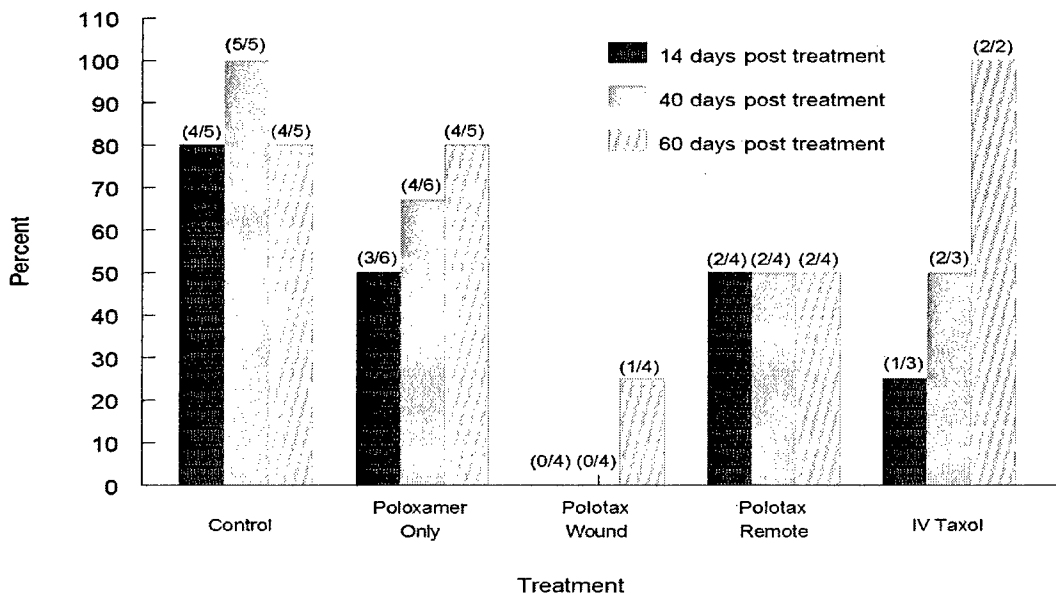 110
100
90
80
70
60
50
40
30
20
10
0
Percent
(4/5)
(5/5)
(4/5)
(3/6)
(4/6)
(4/5)
(0/4) (0/4)
(1/4)
(2/4) (2/4) (2/4)
(1/3)
(2/3)
(2/2)
14 days post treatment
40 days post treatment
60 days post treatment
Control
Poloxamer
Only
Polotax
Wound
Polotax
Remote
IV Taxol
Treatment